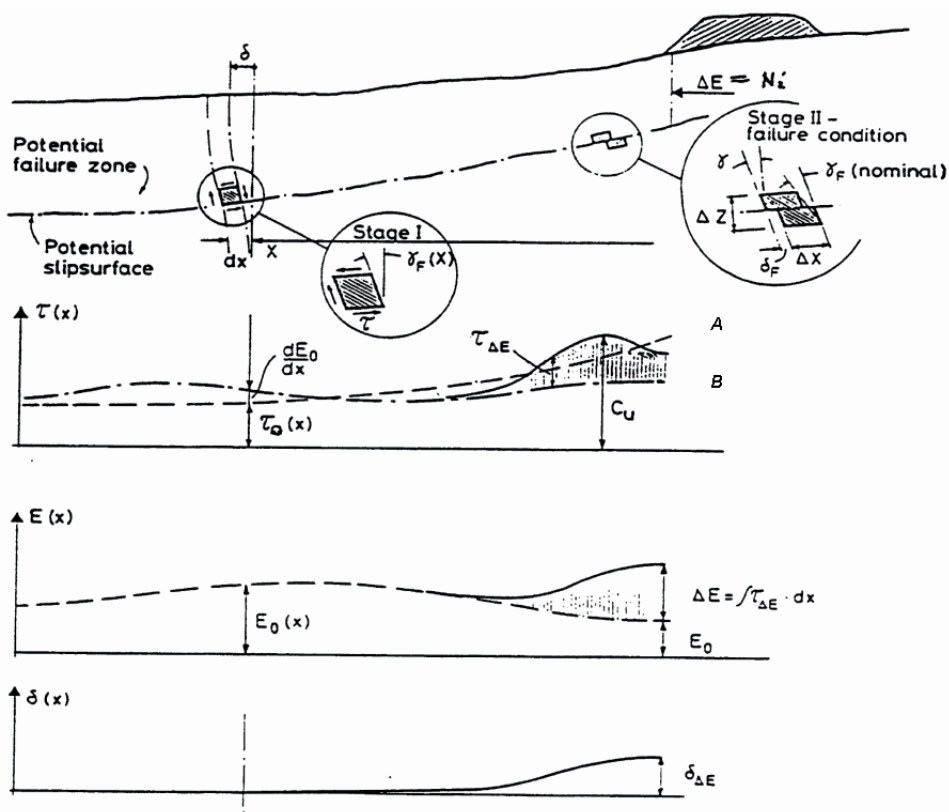 δ
ΔE = N'₂
Stage II –
failure condition
γ
γF (nominal)
ΔZ
δF
ΔX
Potential
failure zone
Potential
slipsurface
dx
X
Stage I
γF(X)
τ
τ(x)
dE₀
dx
τ₀(x)
τΔE
Cu
A
B
E(x)
E₀(x)
ΔE = ∫τΔE · dx
E₀
δ(x)
δΔE